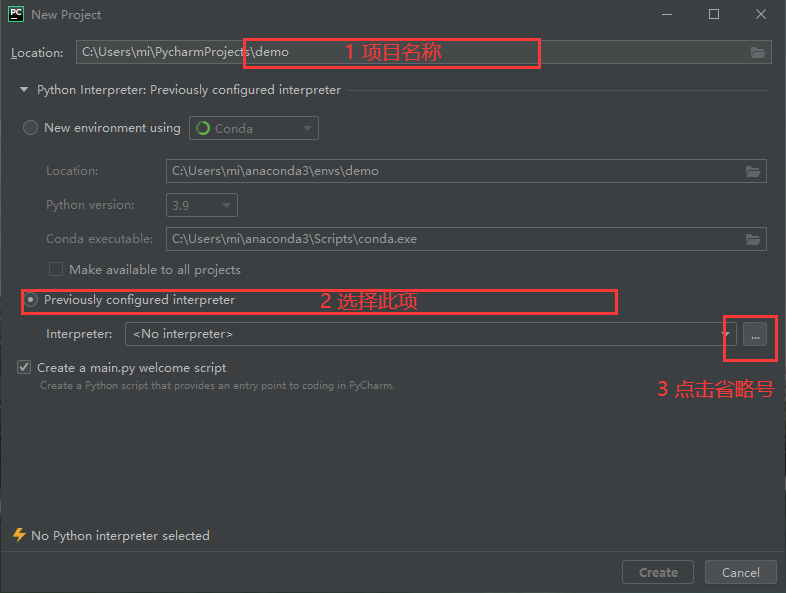 PC New Project
Location: C:\Users\mi\PycharmProjects\demo 1 项目名称
Python Interpreter: Previously configured interpreter
New environment using Conda
Location: C:\Users\mi\anaconda3\envs\demo
Python version: 3.9
Conda executable: C:\Users\mi\anaconda3\Scripts\conda.exe
Make available to all projects
Previously configured interpreter 2 选择此项
Interpreter: <No interpreter> ...
3 点击省略号
Create a main.py welcome script
Create a Python script that provides an entry point to coding in PyCharm.
No Python interpreter selected
Create Cancel